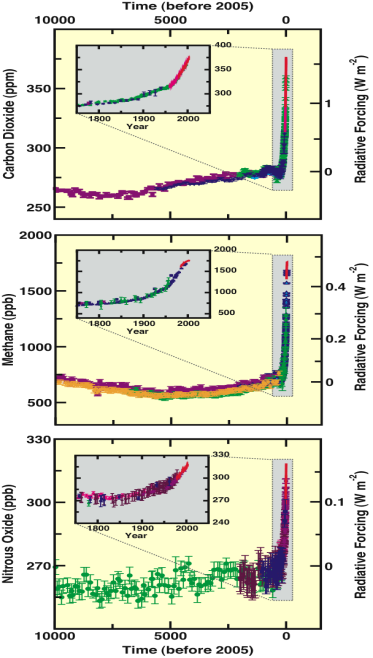 Time (before 2005)
10000 5000 0
400
350
300
1800 1900 2000
Year
350
300
250
Carbon Dioxide (ppm)
1
0
Radiative Forcing (W m-2)
2000
1500
1000
500
1800 1900 2000
Year
2000
1500
1000
500
Methane (ppb)
0.4
0.2
0
Radiative Forcing (W m-2)
330
300
270
240
1800 1900 2000
Year
330
300
270
Nitrous Oxide (ppb)
0.1
0
Radiative Forcing (W m-2)
10000 5000 0
Time (before 2005)